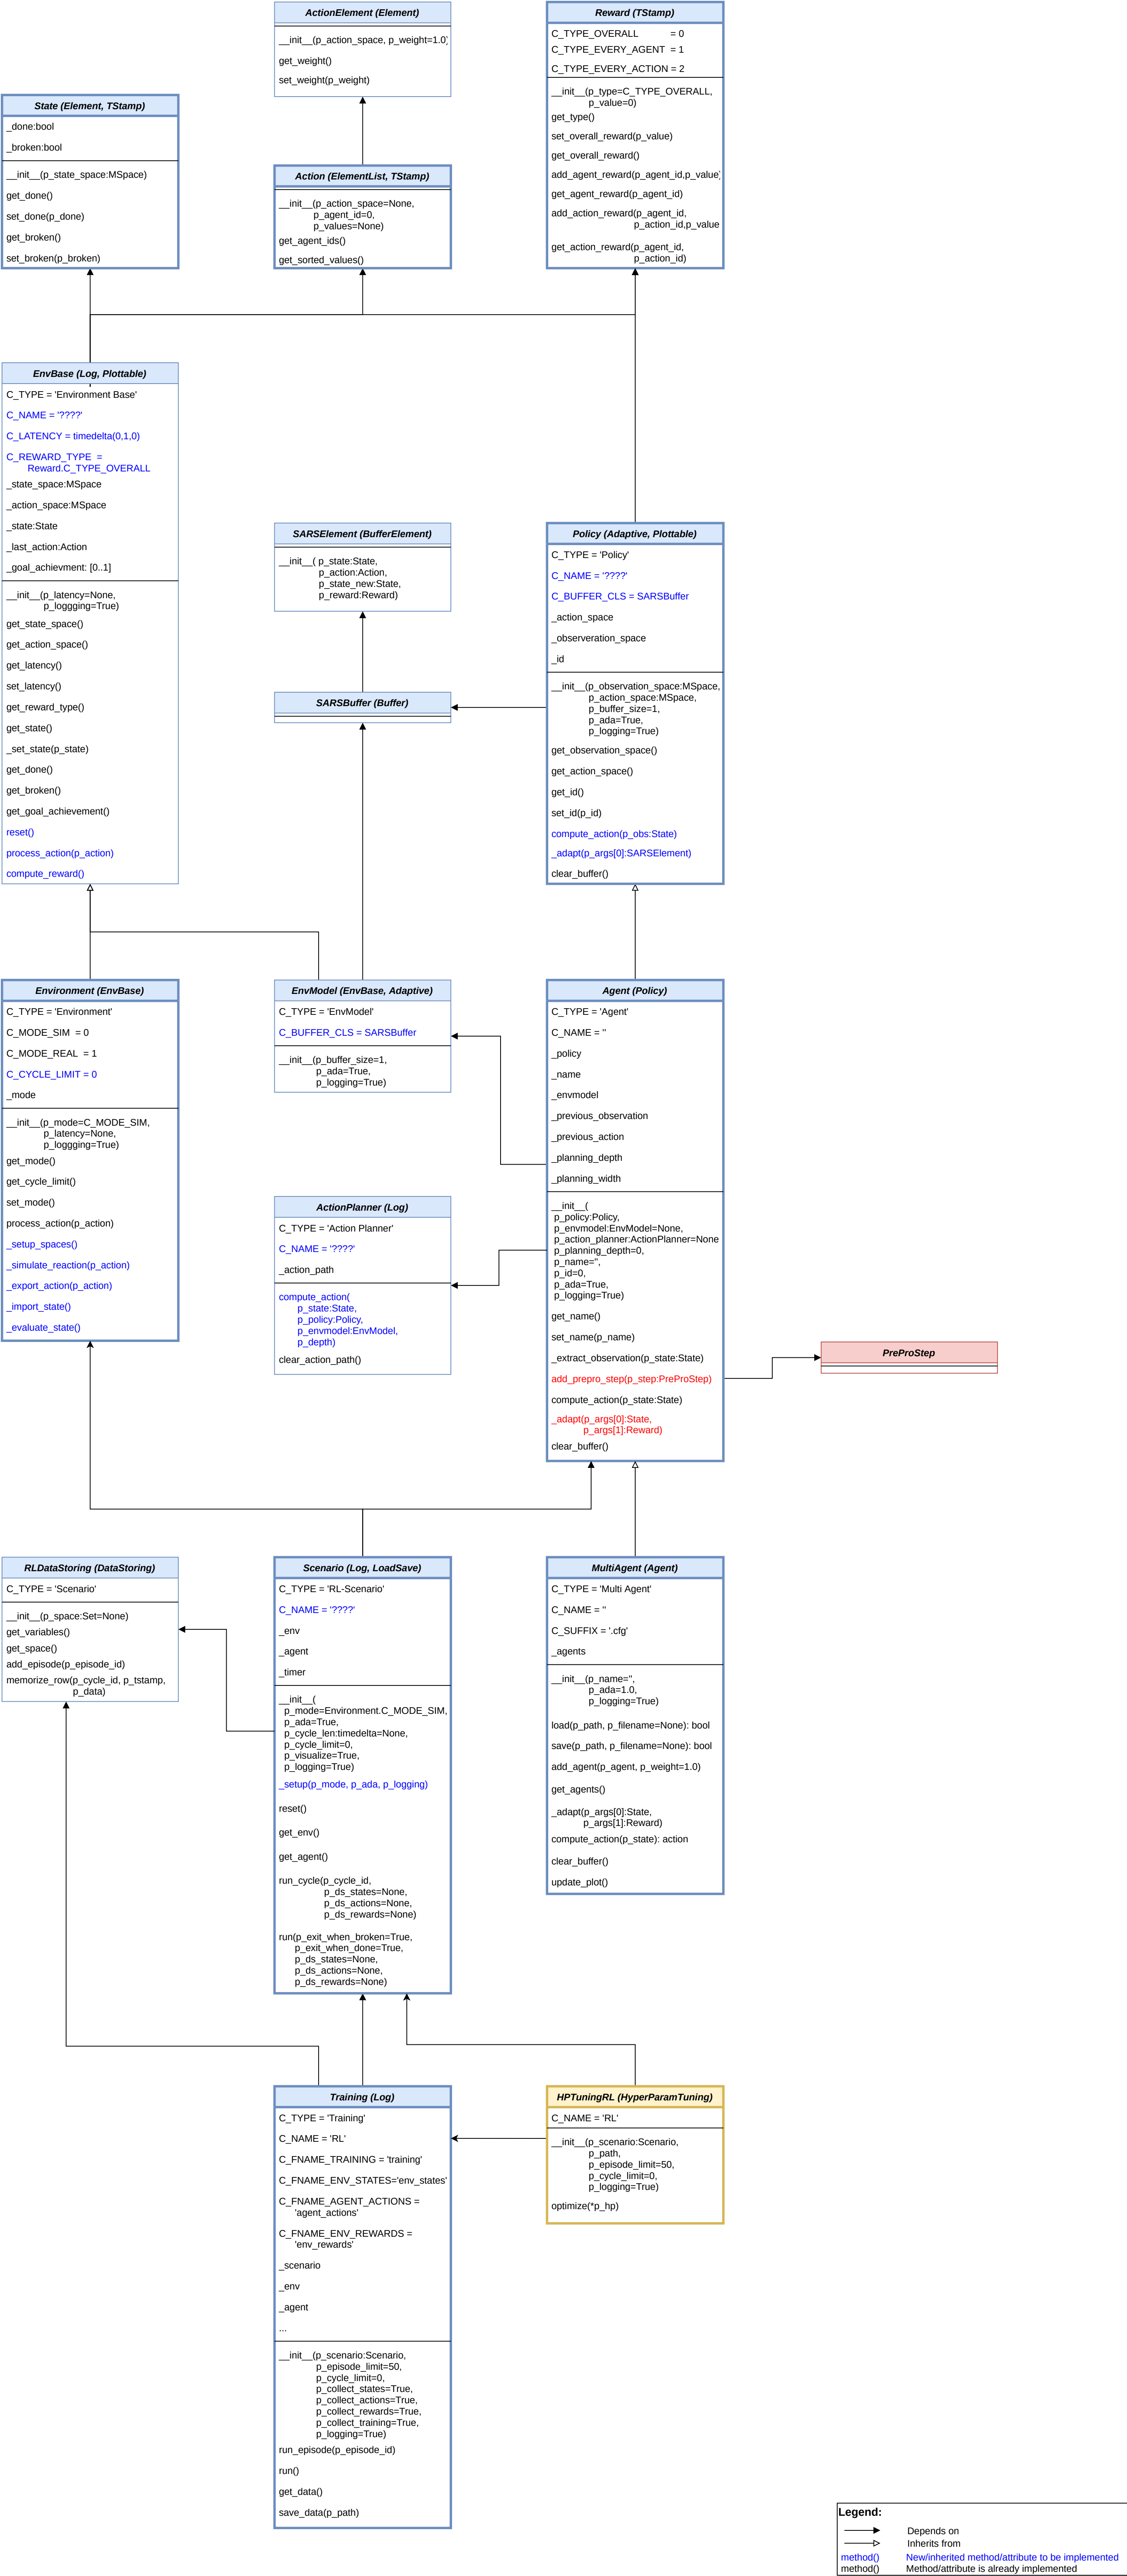 ActionElement (Element)
__init__(p_action_space, p_weight=1.0)
get_weight()
set_weight(p_weight)
Reward (TStamp)
C_TYPE_OVERALL = 0
C_TYPE_EVERY_AGENT = 1
C_TYPE_EVERY_ACTION = 2
__init__(p_type=C_TYPE_OVERALL,
p_value=0)
get_type()
set_overall_reward(p_value)
get_overall_reward()
add_agent_reward(p_agent_id,p_value)
get_agent_reward(p_agent_id)
add_action_reward(p_agent_id,
p_action_id,p_value
get_action_reward(p_agent_id,
p_action_id)
State (Element, TStamp)
_done:bool
_broken:bool
__init__(p_state_space:MSpace)
get_done()
set_done(p_done)
get_broken()
set_broken(p_broken)
Action (ElementList, TStamp)
__init__(p_action_space=None,
p_agent_id=0,
p_values=None)
get_agent_ids()
get_sorted_values()
EnvBase (Log, Plottable)
C_TYPE = 'Environment Base'
C_NAME = '????'
C_LATENCY = timedelta(0,1,0)
C_REWARD_TYPE =
Reward.C_TYPE_OVERALL
_state_space:MSpace
_action_space:MSpace
_state:State
_last_action:Action
_goal_achievment: [0..1]
__init__(p_latency=None,
p_loggging=True)
get_state_space()
get_action_space()
get_latency()
set_latency()
get_reward_type()
get_state()
_set_state(p_state)
get_done()
get_broken()
get_goal_achievement()
reset()
process_action(p_action)
compute_reward()
SARSElement (BufferElement)
__init__( p_state:State,
p_action:Action,
p_state_new:State,
p_reward:Reward)
SARSBuffer (Buffer)
Policy (Adaptive, Plottable)
C_TYPE = 'Policy'
C_NAME = '????'
C_BUFFER_CLS = SARSBuffer
_action_space
_observeration_space
_id
__init__(p_observation_space:MSpace,
p_action_space:MSpace,
p_buffer_size=1,
p_ada=True,
p_logging=True)
get_observation_space()
get_action_space()
get_id()
set_id(p_id)
compute_action(p_obs:State)
_adapt(p_args[0]:SARSElement)
clear_buffer()
Environment (EnvBase)
C_TYPE = 'Environment'
C_MODE_SIM = 0
C_MODE_REAL = 1
C_CYCLE_LIMIT = 0
_mode
__init__(p_mode=C_MODE_SIM,
p_latency=None,
p_loggging=True)
get_mode()
get_cycle_limit()
set_mode()
process_action(p_action)
_setup_spaces()
_simulate_reaction(p_action)
_export_action(p_action)
_import_state()
_evaluate_state()
EnvModel (EnvBase, Adaptive)
C_TYPE = 'EnvModel'
C_BUFFER_CLS = SARSBuffer
__init__(p_buffer_size=1,
p_ada=True,
p_logging=True)
ActionPlanner (Log)
C_TYPE = 'Action Planner'
C_NAME = '????'
_action_path
compute_action(
p_state:State,
p_policy:Policy,
p_envmodel:EnvModel,
p_depth)
clear_action_path()
Agent (Policy)
C_TYPE = 'Agent'
C_NAME = ''
_policy
_name
_envmodel
_previous_observation
_previous_action
_planning_depth
_planning_width
__init__(
p_policy:Policy,
p_envmodel:EnvModel=None,
p_action_planner:ActionPlanner=None
p_planning_depth=0,
p_name='',
p_id=0,
p_ada=True,
p_logging=True)
get_name()
set_name(p_name)
_extract_observation(p_state:State)
add_prepro_step(p_step:PreProStep)
compute_action(p_state:State)
_adapt(p_args[0]:State,
p_args[1]:Reward)
clear_buffer()
PreProStep
RLDataStoring (DataStoring)
C_TYPE = 'Scenario'
__init__(p_space:Set=None)
get_variables()
get_space()
add_episode(p_episode_id)
memorize_row(p_cycle_id, p_tstamp,
p_data)
Scenario (Log, LoadSave)
C_TYPE = 'RL-Scenario'
C_NAME = '????'
_env
_agent
_timer
__init__(
p_mode=Environment.C_MODE_SIM,
p_ada=True,
p_cycle_len:timedelta=None,
p_cycle_limit=0,
p_visualize=True,
p_logging=True)
_setup(p_mode, p_ada, p_logging)
reset()
get_env()
get_agent()
run_cycle(p_cycle_id,
p_ds_states=None,
p_ds_actions=None,
p_ds_rewards=None)
run(p_exit_when_broken=True,
p_exit_when_done=True,
p_ds_states=None,
p_ds_actions=None,
p_ds_rewards=None)
MultiAgent (Agent)
C_TYPE = 'Multi Agent'
C_NAME = ''
C_SUFFIX = '.cfg'
_agents
__init__(p_name='',
p_ada=1.0,
p_logging=True)
load(p_path, p_filename=None): bool
save(p_path, p_filename=None): bool
add_agent(p_agent, p_weight=1.0)
get_agents()
_adapt(p_args[0]:State,
p_args[1]:Reward)
compute_action(p_state): action
clear_buffer()
update_plot()
Training (Log)
C_TYPE = 'Training'
C_NAME = 'RL'
C_FNAME_TRAINING = 'training'
C_FNAME_ENV_STATES='env_states'
C_FNAME_AGENT_ACTIONS =
'agent_actions'
C_FNAME_ENV_REWARDS =
'env_rewards'
_scenario
_env
_agent
...
__init__(p_scenario:Scenario,
p_episode_limit=50,
p_cycle_limit=0,
p_collect_states=True,
p_collect_actions=True,
p_collect_rewards=True,
p_collect_training=True,
p_logging=True)
run_episode(p_episode_id)
run()
get_data()
save_data(p_path)
HPTuningRL (HyperParamTuning)
C_NAME = 'RL'
__init__(p_scenario:Scenario,
p_path,
p_episode_limit=50,
p_cycle_limit=0,
p_logging=True)
optimize(*p_hp)
Legend:
Depends on
Inherits from
method() New/inherited method/attribute to be implemented
method() Method/attribute is already implemented